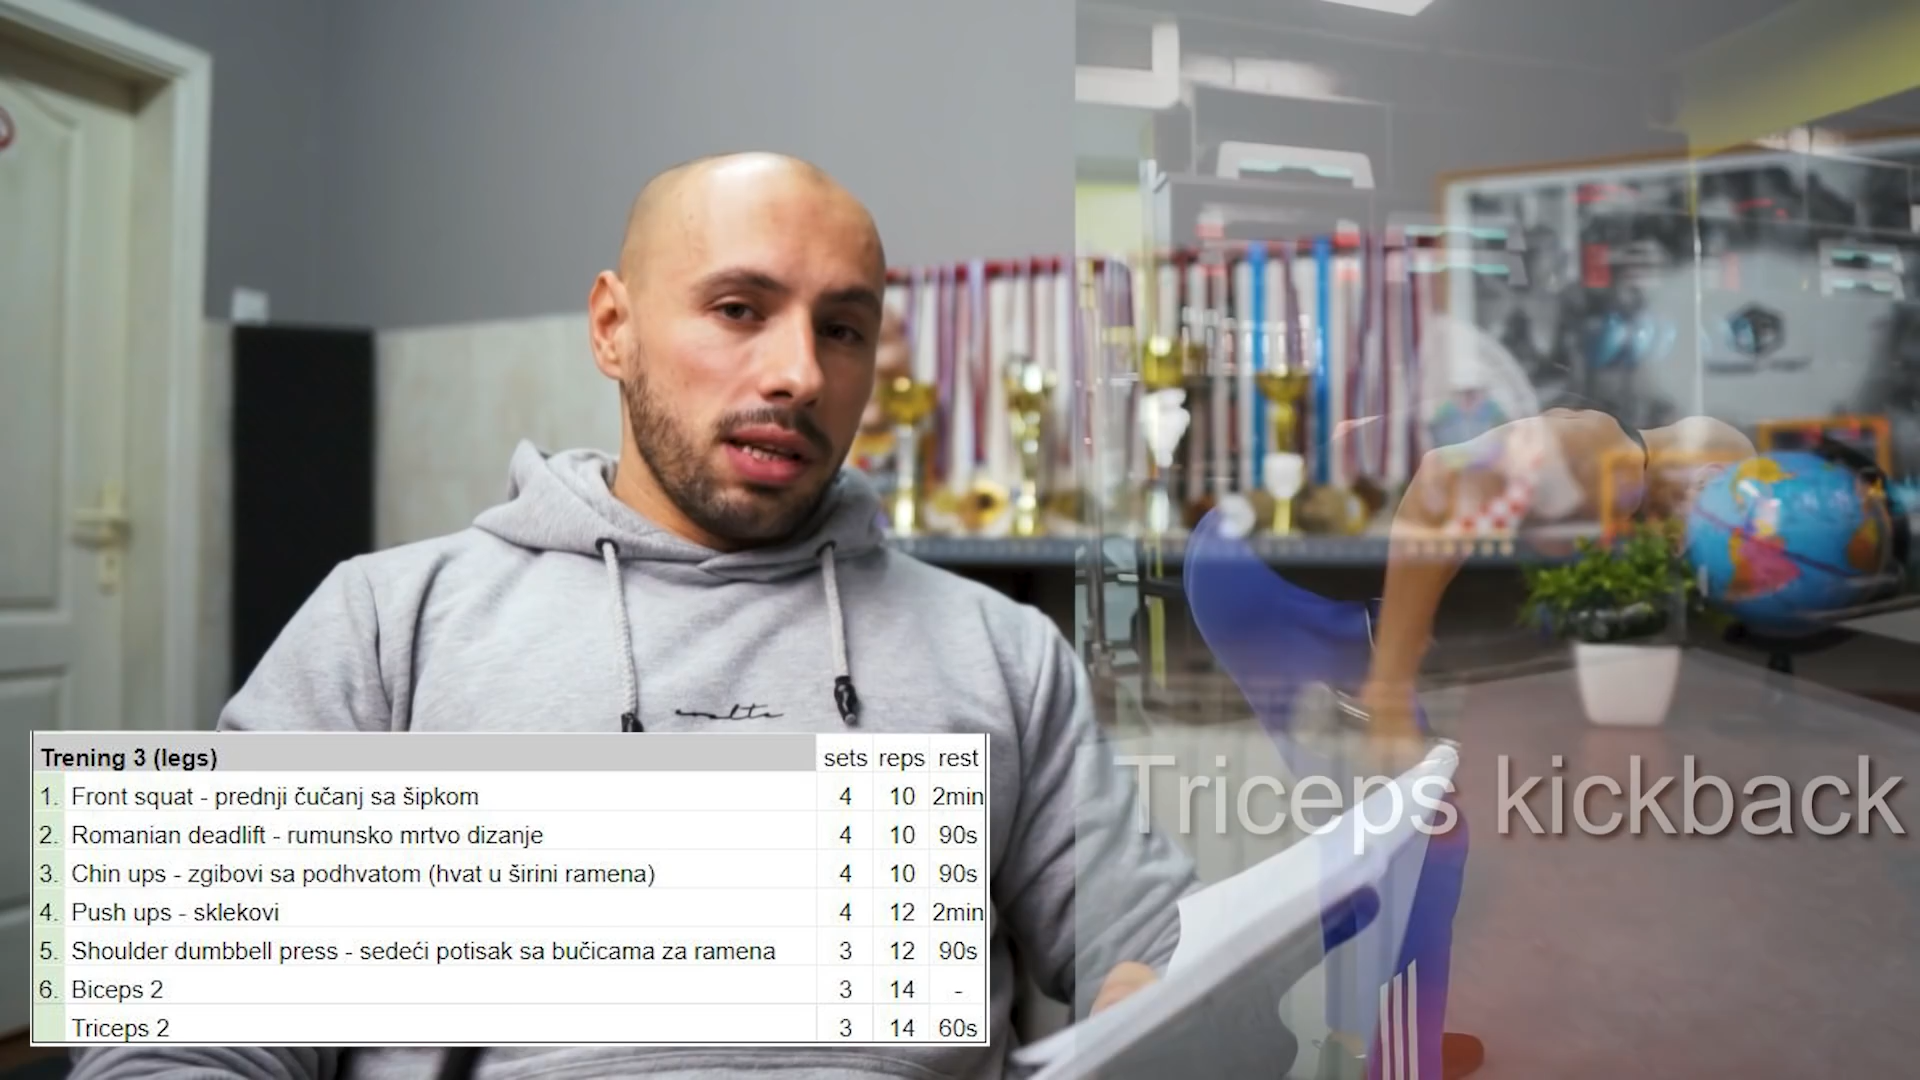 Trening 3 (legs) sets reps rest
1. Front squat - prednji čučanj sa šipkom 4 10 2min
2. Romanian deadlift - rumunsko mrtvo dizanje 4 10 90s
3. Chin ups - zgibovi sa podhvatom (hvat u širini ramena) 4 10 90s
4. Push ups - sklekovi 4 12 2min
5. Shoulder dumbbell press - sedeći potisak sa bučicama za ramena 3 12 90s
6. Biceps 2 3 14 -
Triceps 2 3 14 60s
Triceps kickback